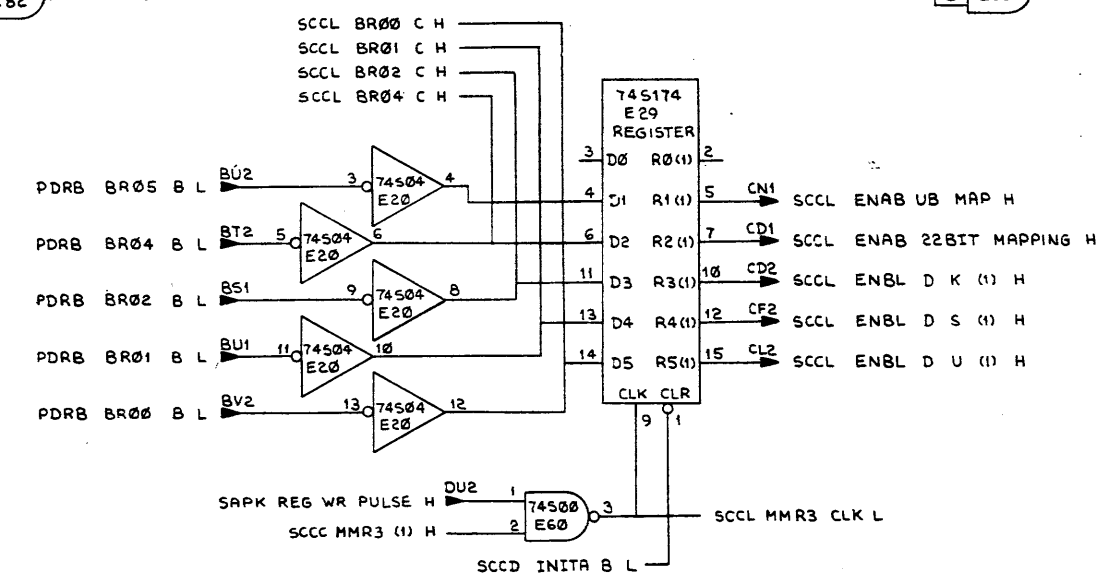 SCCL BRØØ C H
SCCL BRØ1 C H
SCCL BRØ2 C H
SCCL BRØ4 C H
74S174
E29
REGISTER
3 DØ RØ(1) 2
PDRB BRØ5 B L BU2 3 74SØ4 E2Ø 4
4 D1 R1(1) 5 CN1 SCCL ENAB UB MAP H
PDRB BRØ4 B L BT2 5 74SØ4 E2Ø 6
6 D2 R2(1) 7 CD1 SCCL ENAB 22BIT MAPPING H
PDRB BRØ2 B L BS1 9 74SØ4 E2Ø 8
11 D3 R3(1) 1Ø CD2 SCCL ENBL D K (1) H
13 D4 R4(1) 12 CF2 SCCL ENBL D S (1) H
PDRB BRØ1 B L BU1 11 74SØ4 E2Ø 1Ø
14 D5 R5(1) 15 CL2 SCCL ENBL D U (1) H
CLK CLR
9 1
PDRB BRØØ B L BV2 13 74SØ4 E2Ø 12
SAPK REG WR PULSE H DU2 1
74SØØ
E6Ø
3 SCCL MMR3 CLK L
SCCC MMR3 (1) H 2
SCCD INITA B L